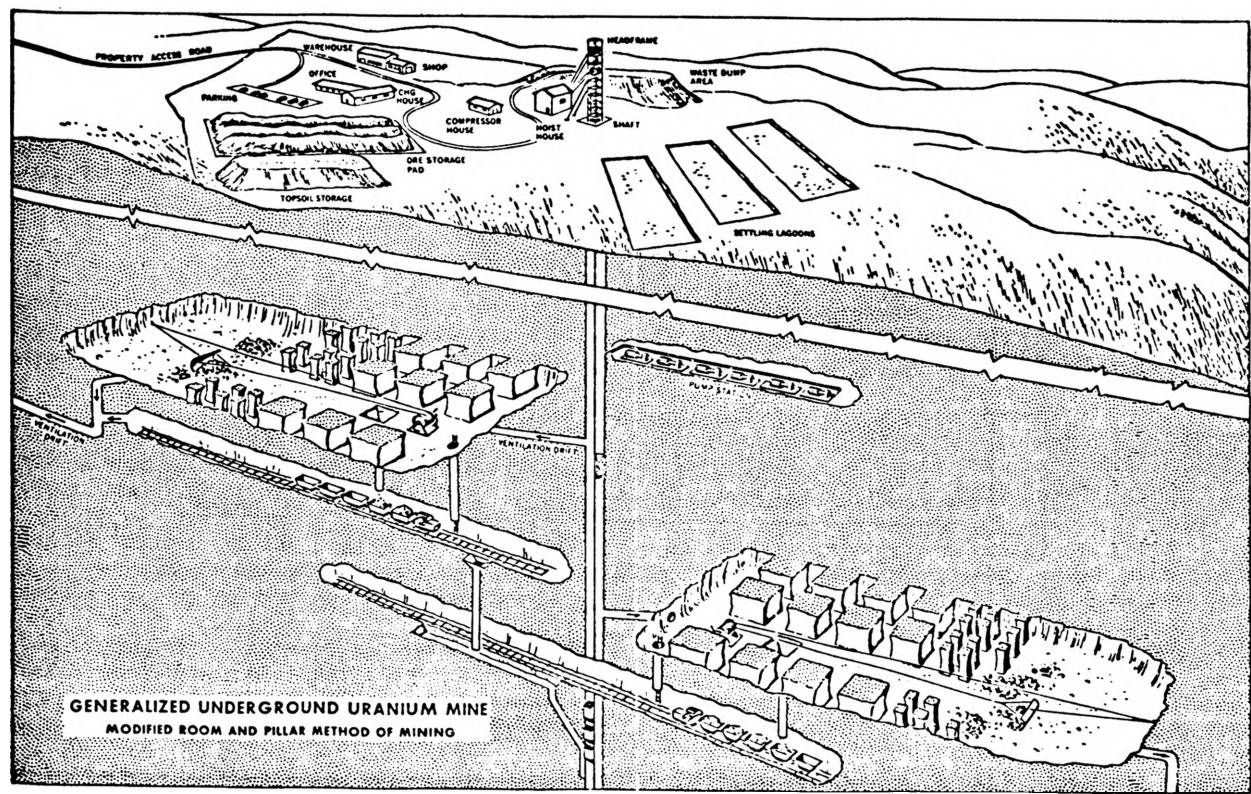 PROPERTY ACCESS ROAD
WAREHOUSE
SHOP
OFFICE
CHG
HOUSE
PARKING
COMPRESSOR
HOUSE
HEADFRAME
HOIST
HOUSE
SHAFT
WASTE DUMP
AREA
ORE STORAGE
PAD
TOPSOIL STORAGE
SETTLING LAGOONS
PUMP
VENTILATION
VENTILATION DRIFT
GENERALIZED UNDERGROUND URANIUM MINE
MODIFIED ROOM AND PILLAR METHOD OF MINING